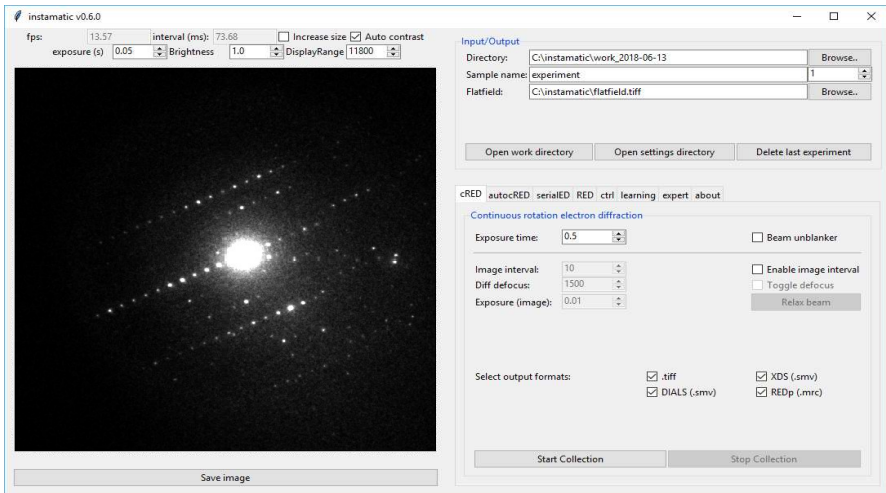 instamatic v0.6.0
fps: 13.57 interval (ms): 73.68 Increase size Auto contrast
exposure (s) 0.05 Brightness 1.0 DisplayRange 11800
Save image
Input/Output
Directory: C:\instamatic\work_2018-06-13 Browse..
Sample name: experiment 1
Flatfield: C:\instamatic\flatfield.tiff Browse..
Open work directory Open settings directory Delete last experiment
cRED autocRED serialED RED ctrl learning expert about
Continuous rotation electron diffraction
Exposure time: 0.5 Beam unblanker
Image interval: 10 Enable image interval
Diff defocus: 1500 Toggle defocus
Exposure (image): 0.01 Relax beam
Select output formats: .tiff XDS (.smv)
DIALS (.smv) REDp (.mrc)
Start Collection Stop Collection